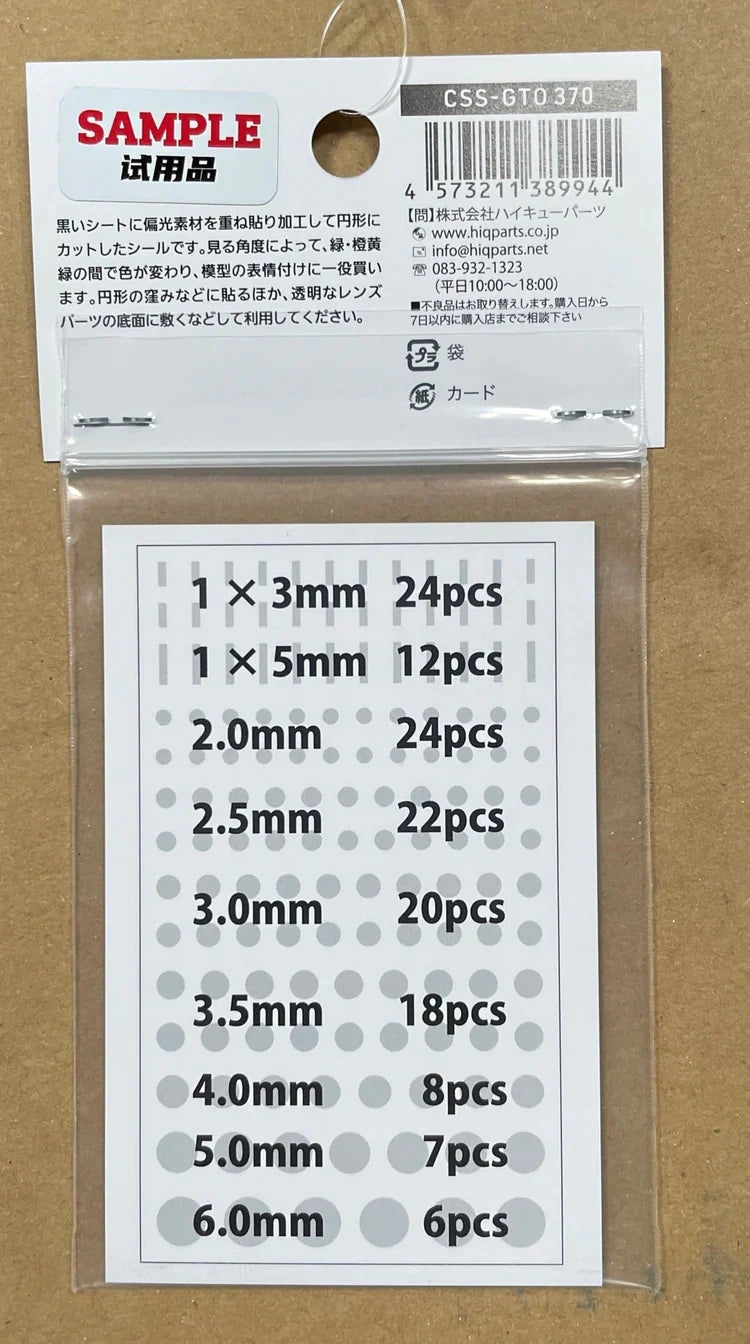 SAMPLE
试用品
黒いシートに偏光素材を重ね貼り加工して円形に
カットしたシールです。見る角度によって、緑・橙黄
緑の間で色が変わり、模型の表情付けに一役買い
ます。円形の窪みなどに貼るほか、透明なレンズ
パーツの底面に敷くなどして利用してください。
CSS-GTO 370
4 573211 389944
【問】株式会社ハイキューパーツ
www.hiqparts.co.jp
info@hiqparts.net
083-932-1323
(平日10:00〜18:00)
■不良品はお取り替えします。購入日から
7日以内に購入店までご相談下さい
プラ 袋
紙 カード
1×3mm 24pcs
1×5mm 12pcs
2.0mm 24pcs
2.5mm 22pcs
3.0mm 20pcs
3.5mm 18pcs
4.0mm 8pcs
5.0mm 7pcs
6.0mm 6pcs